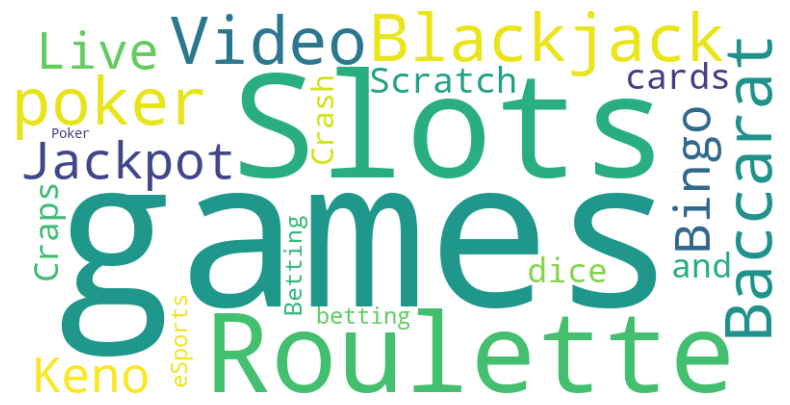 Live
Video
Blackjack
poker
Slots
Crash
Scratch
cards
Poker
Jackpot
Bingo
Baccarat
Craps
games
Betting
dice
and
eSports
betting
Keno
Roulette